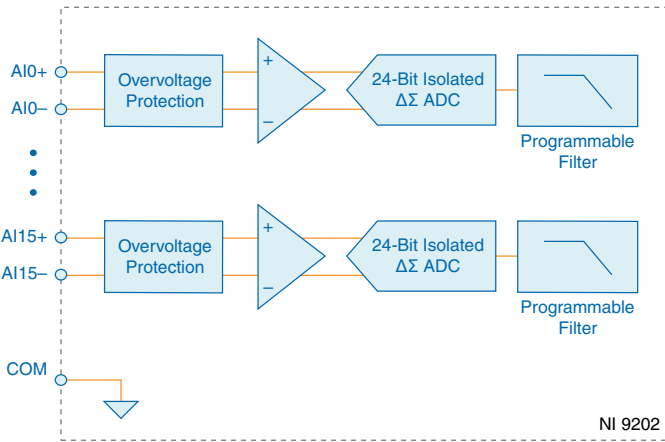 AI0+
AI0–
Overvoltage
Protection
+
–
24-Bit Isolated
ΔΣ ADC
Programmable
Filter
AI15+
AI15–
Overvoltage
Protection
+
–
24-Bit Isolated
ΔΣ ADC
Programmable
Filter
COM
NI 9202